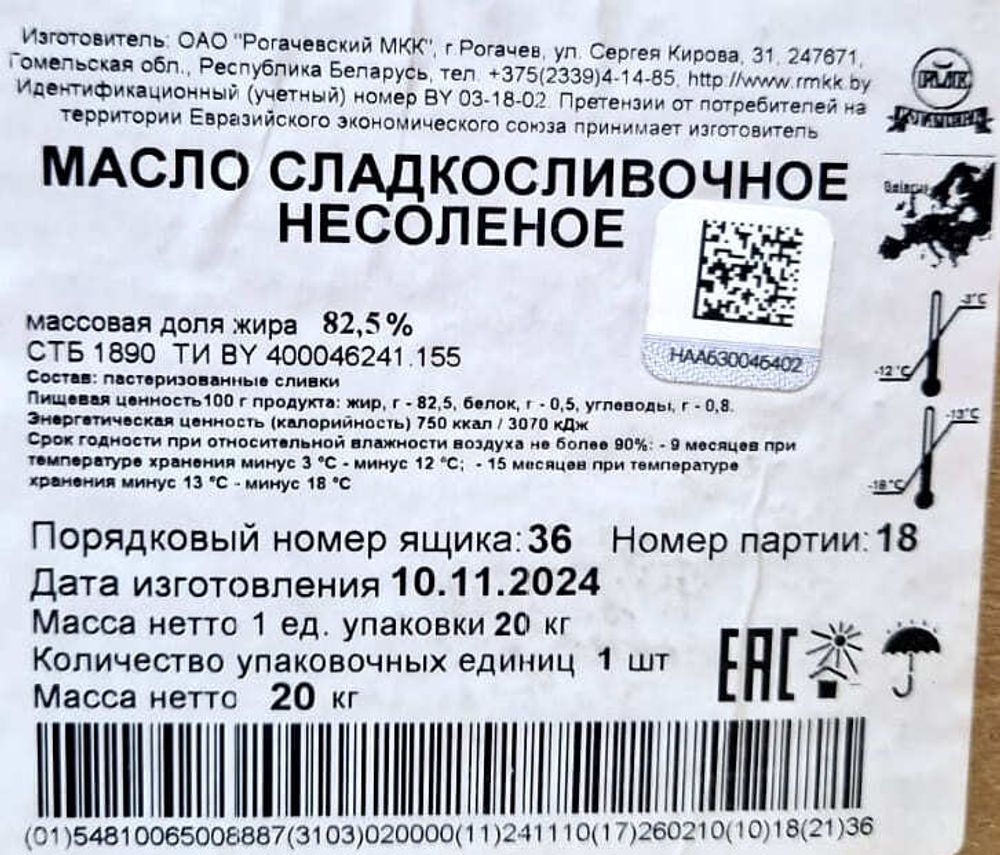 Изготовитель: ОАО "Рогачевский МКК", г.Рогачев, ул. Сергея Кирова, 31, 247671,
Гомельская обл., Республика Беларусь, тел. +375(2339)4-14-85, http://www.rmkk.by
Идентификационный (учетный) номер BY 03-18-02. Претензии от потребителей на
территории Евразийского экономического союза принимает изготовитель
МАСЛО СЛАДКОСЛИВОЧНОЕ
НЕСОЛЕНОЕ
Belarus
HAA630046402
массовая доля жира 82,5%
СТБ 1890 ТИ BY 400046241.155
Состав: пастеризованные сливки
Пищевая ценность100 г продукта: жир, г - 82,5, белок, г - 0,5, углеводы, г - 0,8.
Энергетическая ценность (калорийность) 750 ккал / 3070 кДж
Срок годности при относительной влажности воздуха не более 90%: - 9 месяцев при
температуре хранения минус 3 °C - минус 12 °C; - 15 месяцев при температуре
хранения минус 13 °C - минус 18 °C
-3°C
-12 °C
-13°C
-18 °C
Порядковый номер ящика: 36 Номер партии: 18
Дата изготовления 10.11.2024
Масса нетто 1 ед. упаковки 20 кг
Количество упаковочных единиц 1 шт
Масса нетто 20 кг
EAC
(01)54810065008887(3103)020000(11)241110(17)260210(10)18(21)36